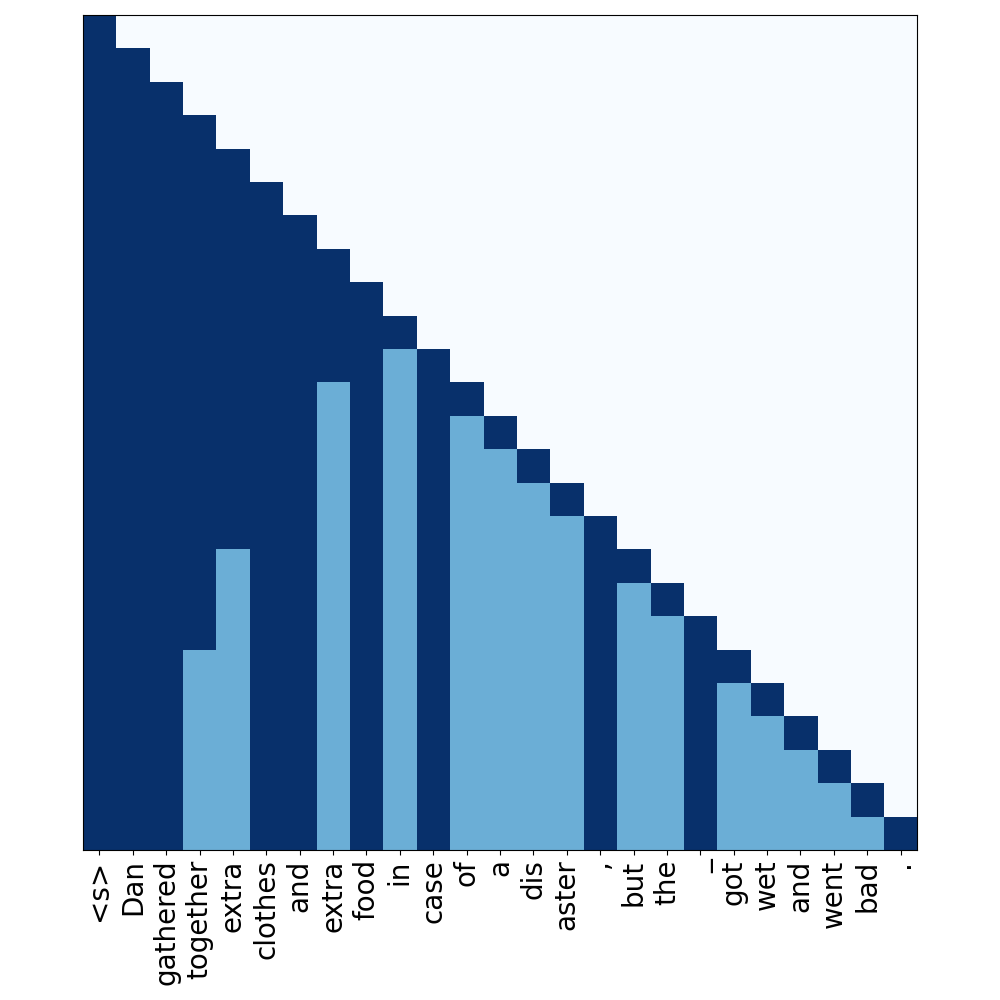 <s> Dan gathered together extra clothes and extra food in case of a dis aster , but the _ got wet and went bad .